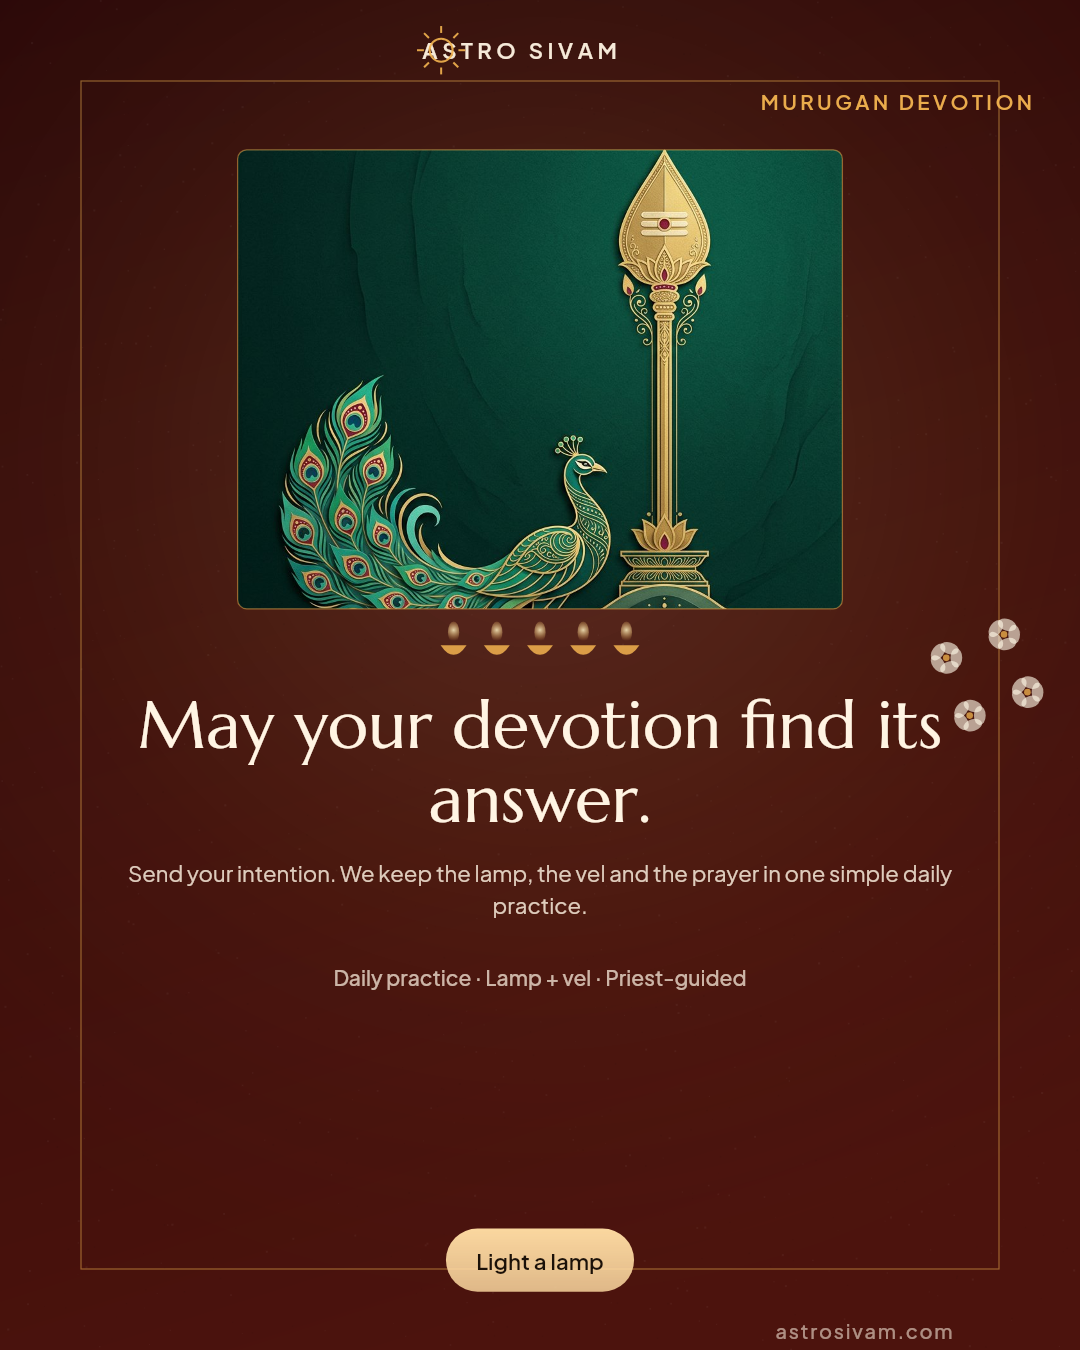 ASTRO SIVAM
MURUGAN DEVOTION
May your devotion find its
answer.
Send your intention. We keep the lamp, the vel and the prayer in one simple daily
practice.
Daily practice · Lamp + vel · Priest-guided
Light a lamp
astrosivam.com